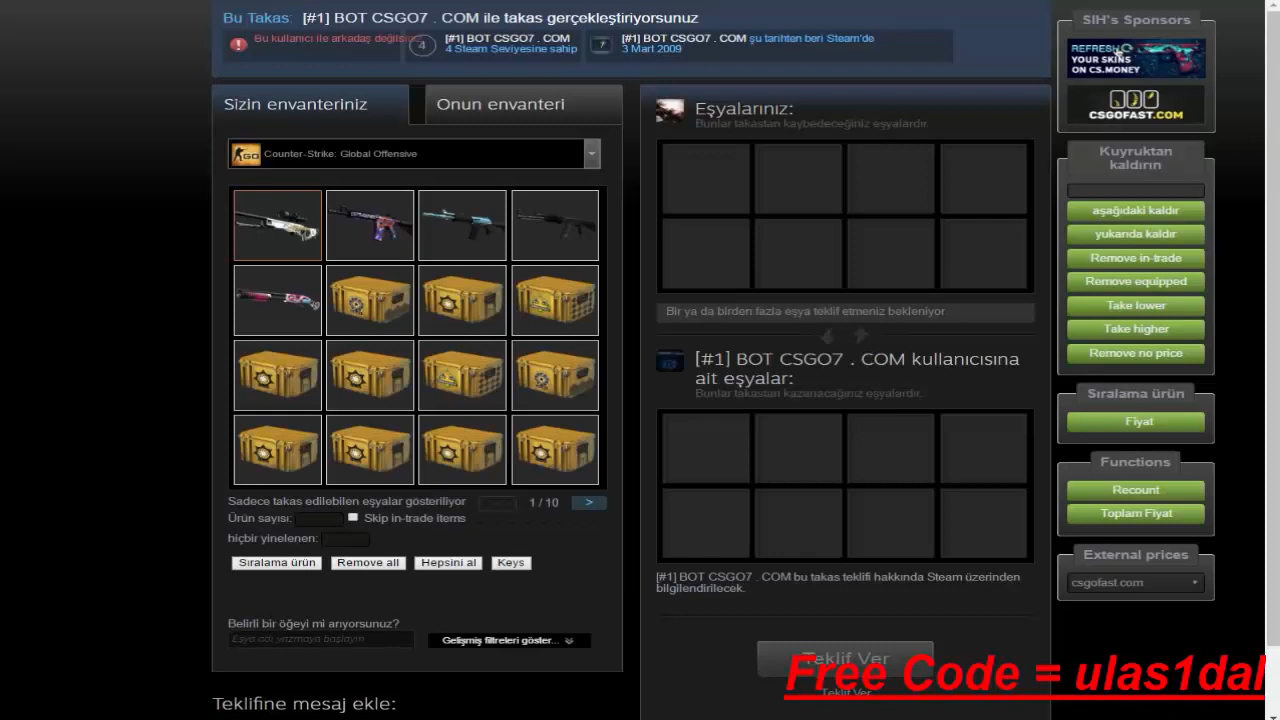 Bu Takas: [#1] BOT CSGO7 . COM ile takas gerçekleştiriyorsunuz
Bu kullanıcı ile arkadaş değilsiniz
4
[#1] BOT CSGO7 . COM
4 Steam Seviyesine sahip
[#1] BOT CSGO7 . COM şu tarihten beri Steam'de
3 Mart 2009
Sizin envanteriniz
Onun envanteri
Counter-Strike: Global Offensive
Sadece takas edilebilen eşyalar gösteriliyor
1 / 10
>
Ürün sayısı:
Skip in-trade items
hiçbir yinelenen:
Sıralama ürün
Remove all
Hepsini al
Keys
Belirli bir öğeyi mi arıyorsunuz?
Eşya adı yazmaya başlayın
Gelişmiş filtreleri göster...
Teklifine mesaj ekle:
Eşyalarınız:
Bunlar takastan kaybedeceğiniz eşyalardır.
Bir ya da birden fazla eşya teklif etmeniz bekleniyor.
[#1] BOT CSGO7 . COM kullanıcısına
ait eşyalar:
Bunlar takastan kazanacağınız eşyalardır.
[#1] BOT CSGO7 . COM bu takas teklifi hakkında Steam üzerinden
bilgilendirilecek.
Teklif Ver
Teklif Ver
Free Code = ulas1dal
SIH's Sponsors
REFRESH
YOUR SKINS
ON CS.MONEY
CSGOFAST.COM
Kuyruktan
kaldırın
aşağıdaki kaldır
yukarıda kaldır
Remove in-trade
Remove equipped
Take lower
Take higher
Remove no price
Sıralama ürün
Fiyat
Functions
Recount
Toplam Fiyat
External prices
csgofast.com